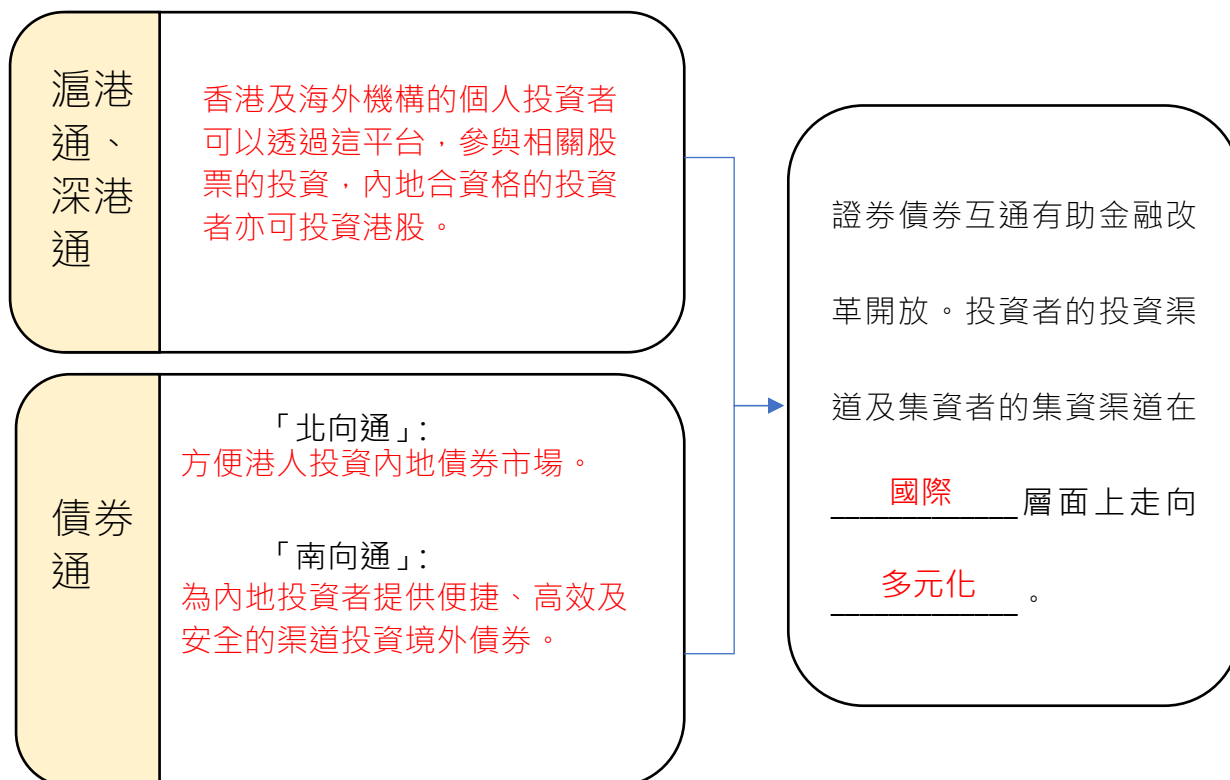 滬港
通、
深港
通
香港及海外機構的個人投資者
可以透過這平台，參與相關股
票的投資，內地合資格的投資
者亦可投資港股。
債券
通
「北向通」：
方便港人投資內地債券市場。
「南向通」：
為內地投資者提供便捷、高效及
安全的渠道投資境外債券。
證券債券互通有助金融改
革開放。投資者的投資渠
道及集資者的集資渠道在
國際層面上走向
多元化。